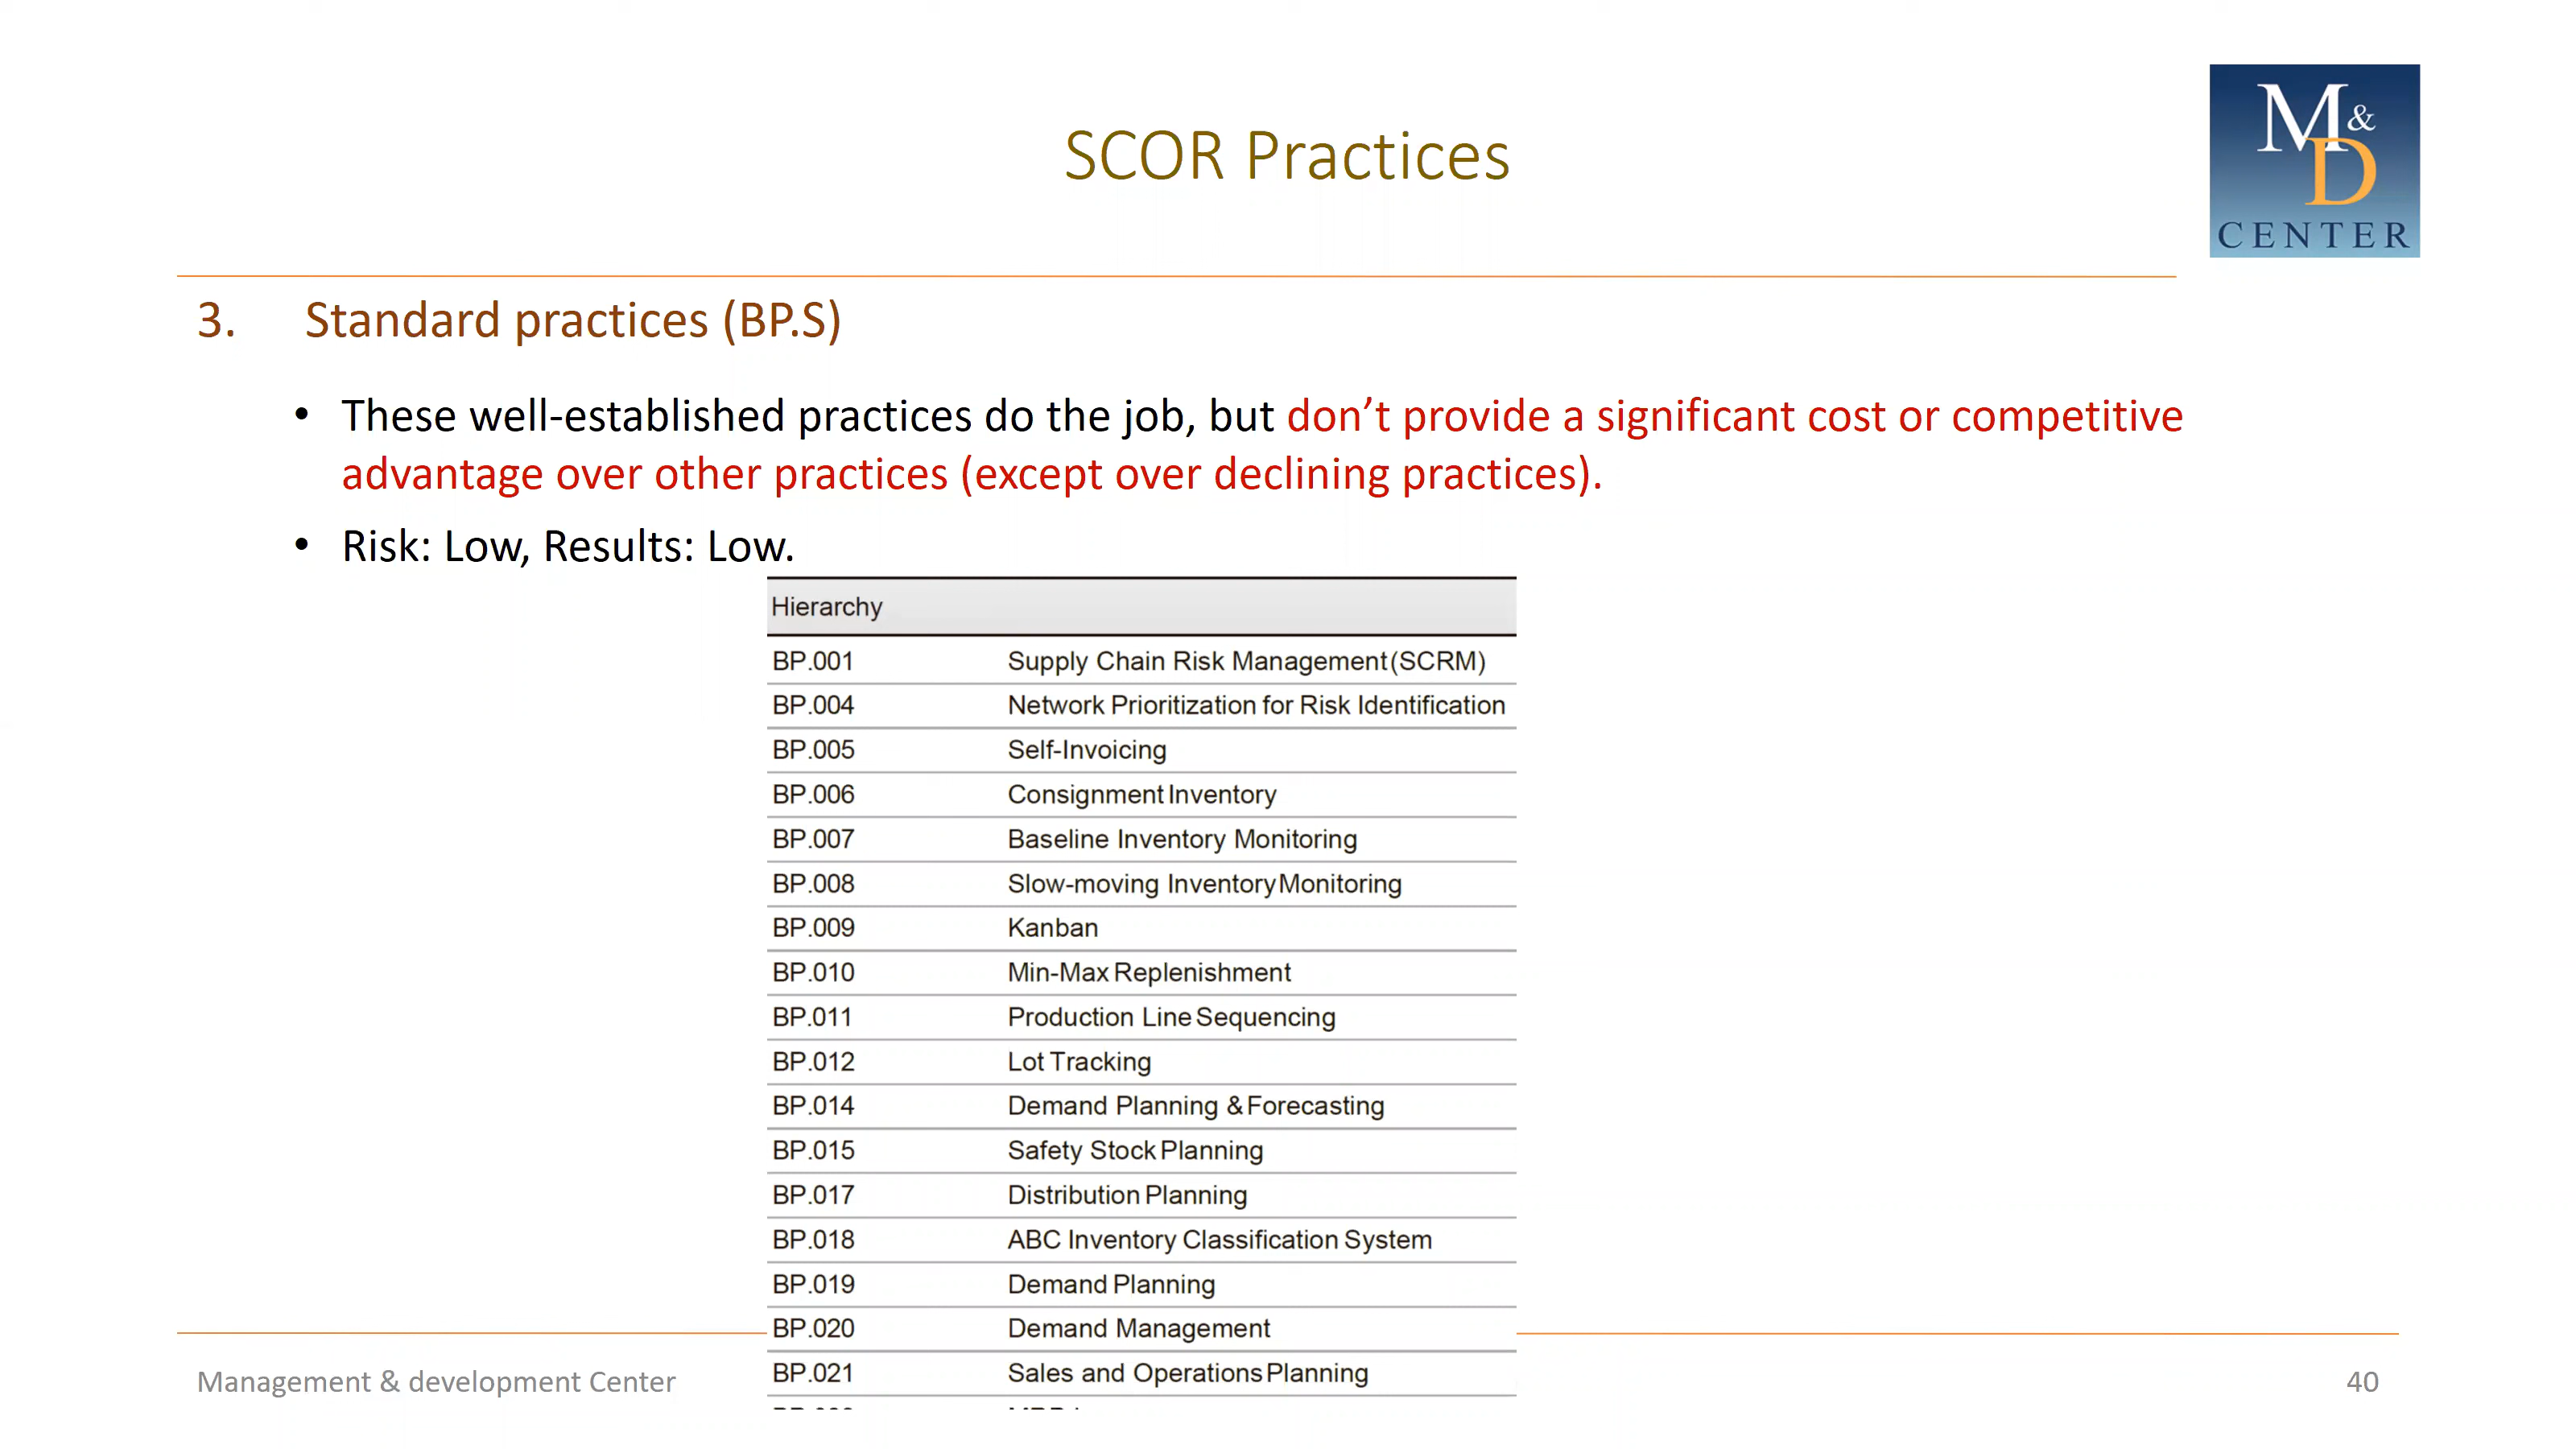 SCOR Practices
M&D
CENTER
3. Standard practices (BP.S)
• These well-established practices do the job, but don’t provide a significant cost or competitive
advantage over other practices (except over declining practices).
• Risk: Low, Results: Low.
Hierarchy
BP.001 Supply Chain Risk Management (SCRM)
BP.004 Network Prioritization for Risk Identification
BP.005 Self-Invoicing
BP.006 Consignment Inventory
BP.007 Baseline Inventory Monitoring
BP.008 Slow-moving Inventory Monitoring
BP.009 Kanban
BP.010 Min-Max Replenishment
BP.011 Production Line Sequencing
BP.012 Lot Tracking
BP.014 Demand Planning & Forecasting
BP.015 Safety Stock Planning
BP.017 Distribution Planning
BP.018 ABC Inventory Classification System
BP.019 Demand Planning
BP.020 Demand Management
BP.021 Sales and Operations Planning
Management & development Center
40